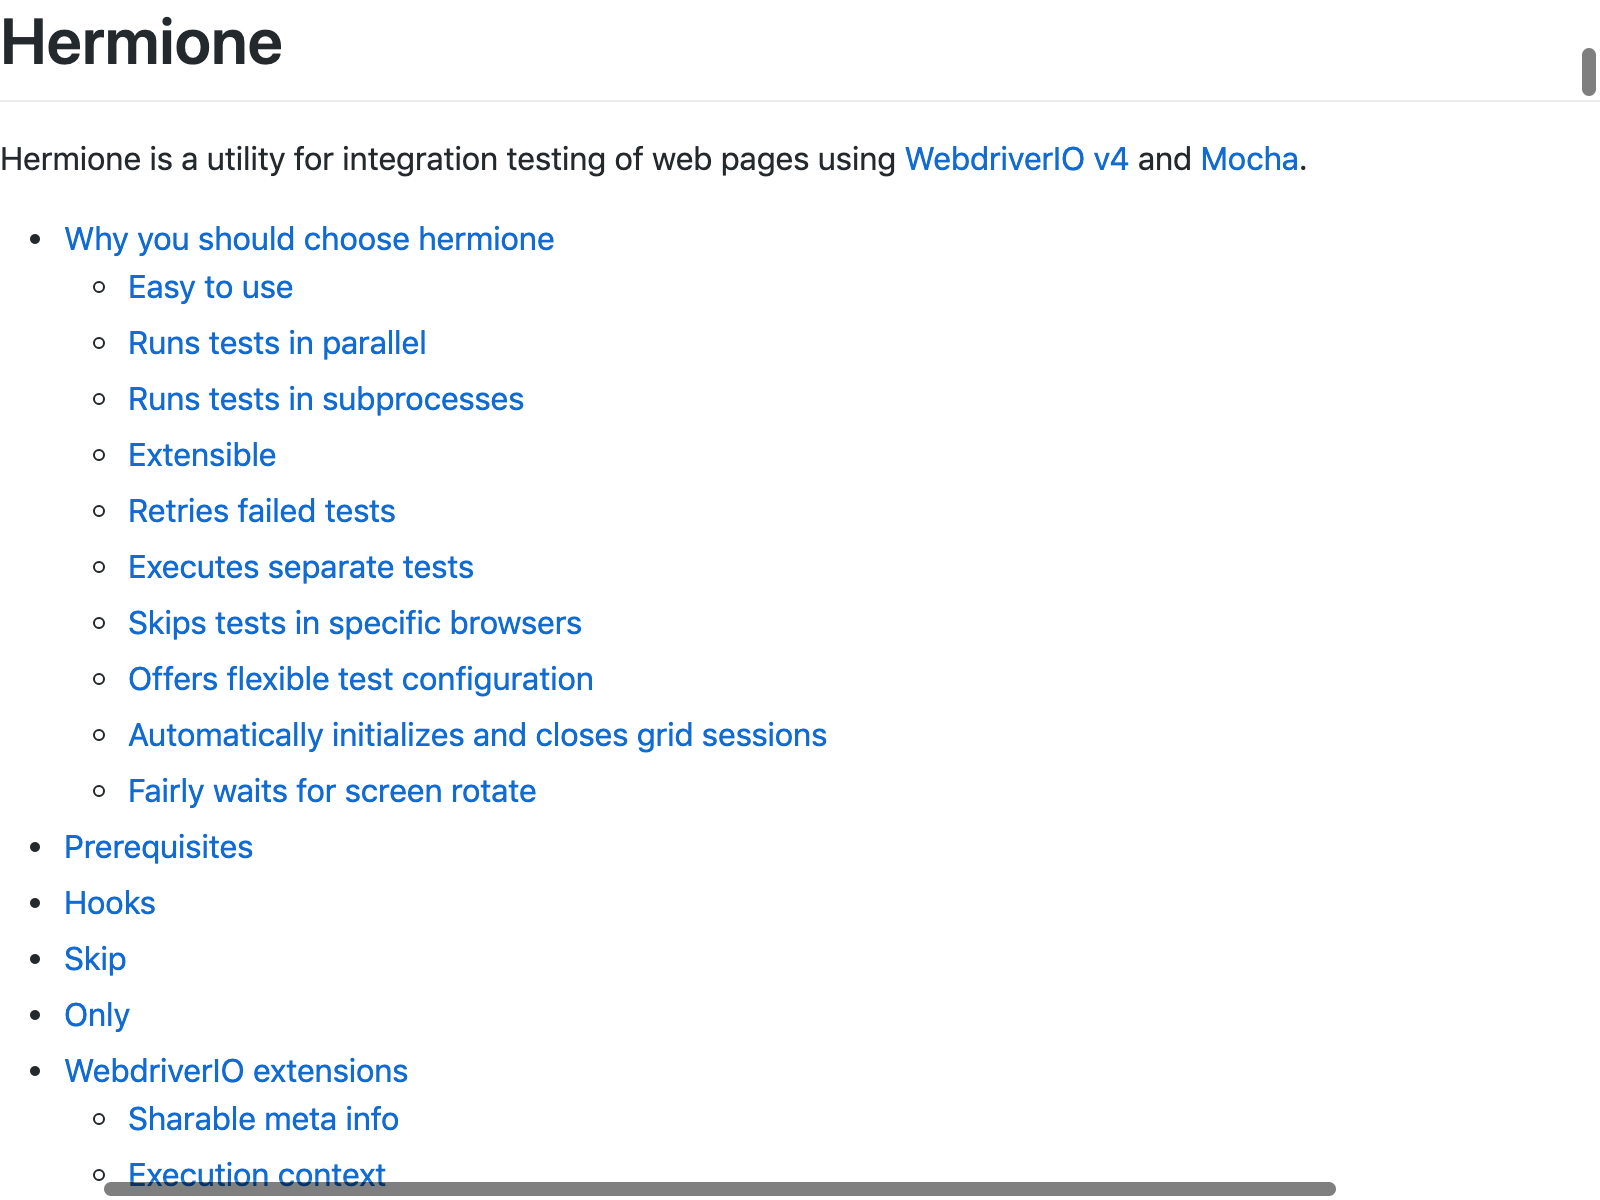 Hermione
Hermione is a utility for integration testing of web pages using WebdriverIO v4 and Mocha.
Why you should choose hermione
Easy to use
Runs tests in parallel
Runs tests in subprocesses
Extensible
Retries failed tests
Executes separate tests
Skips tests in specific browsers
Offers flexible test configuration
Automatically initializes and closes grid sessions
Fairly waits for screen rotate
Prerequisites
Hooks
Skip
Only
WebdriverIO extensions
Sharable meta info
Execution context